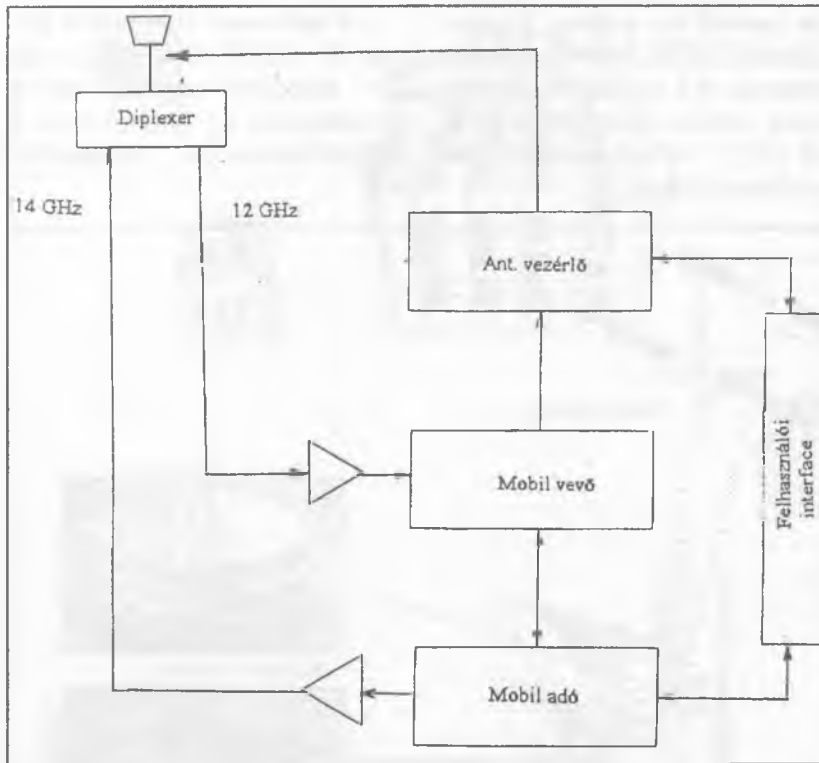 Diplexer
14 GHz
12 GHz
Ant. vezérlő
Felhasználói
interface
Mobil vevő
Mobil adó